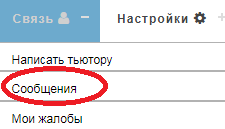 Связь − Настройки +
Написать тьютору
Сообщения
Мои жалобы